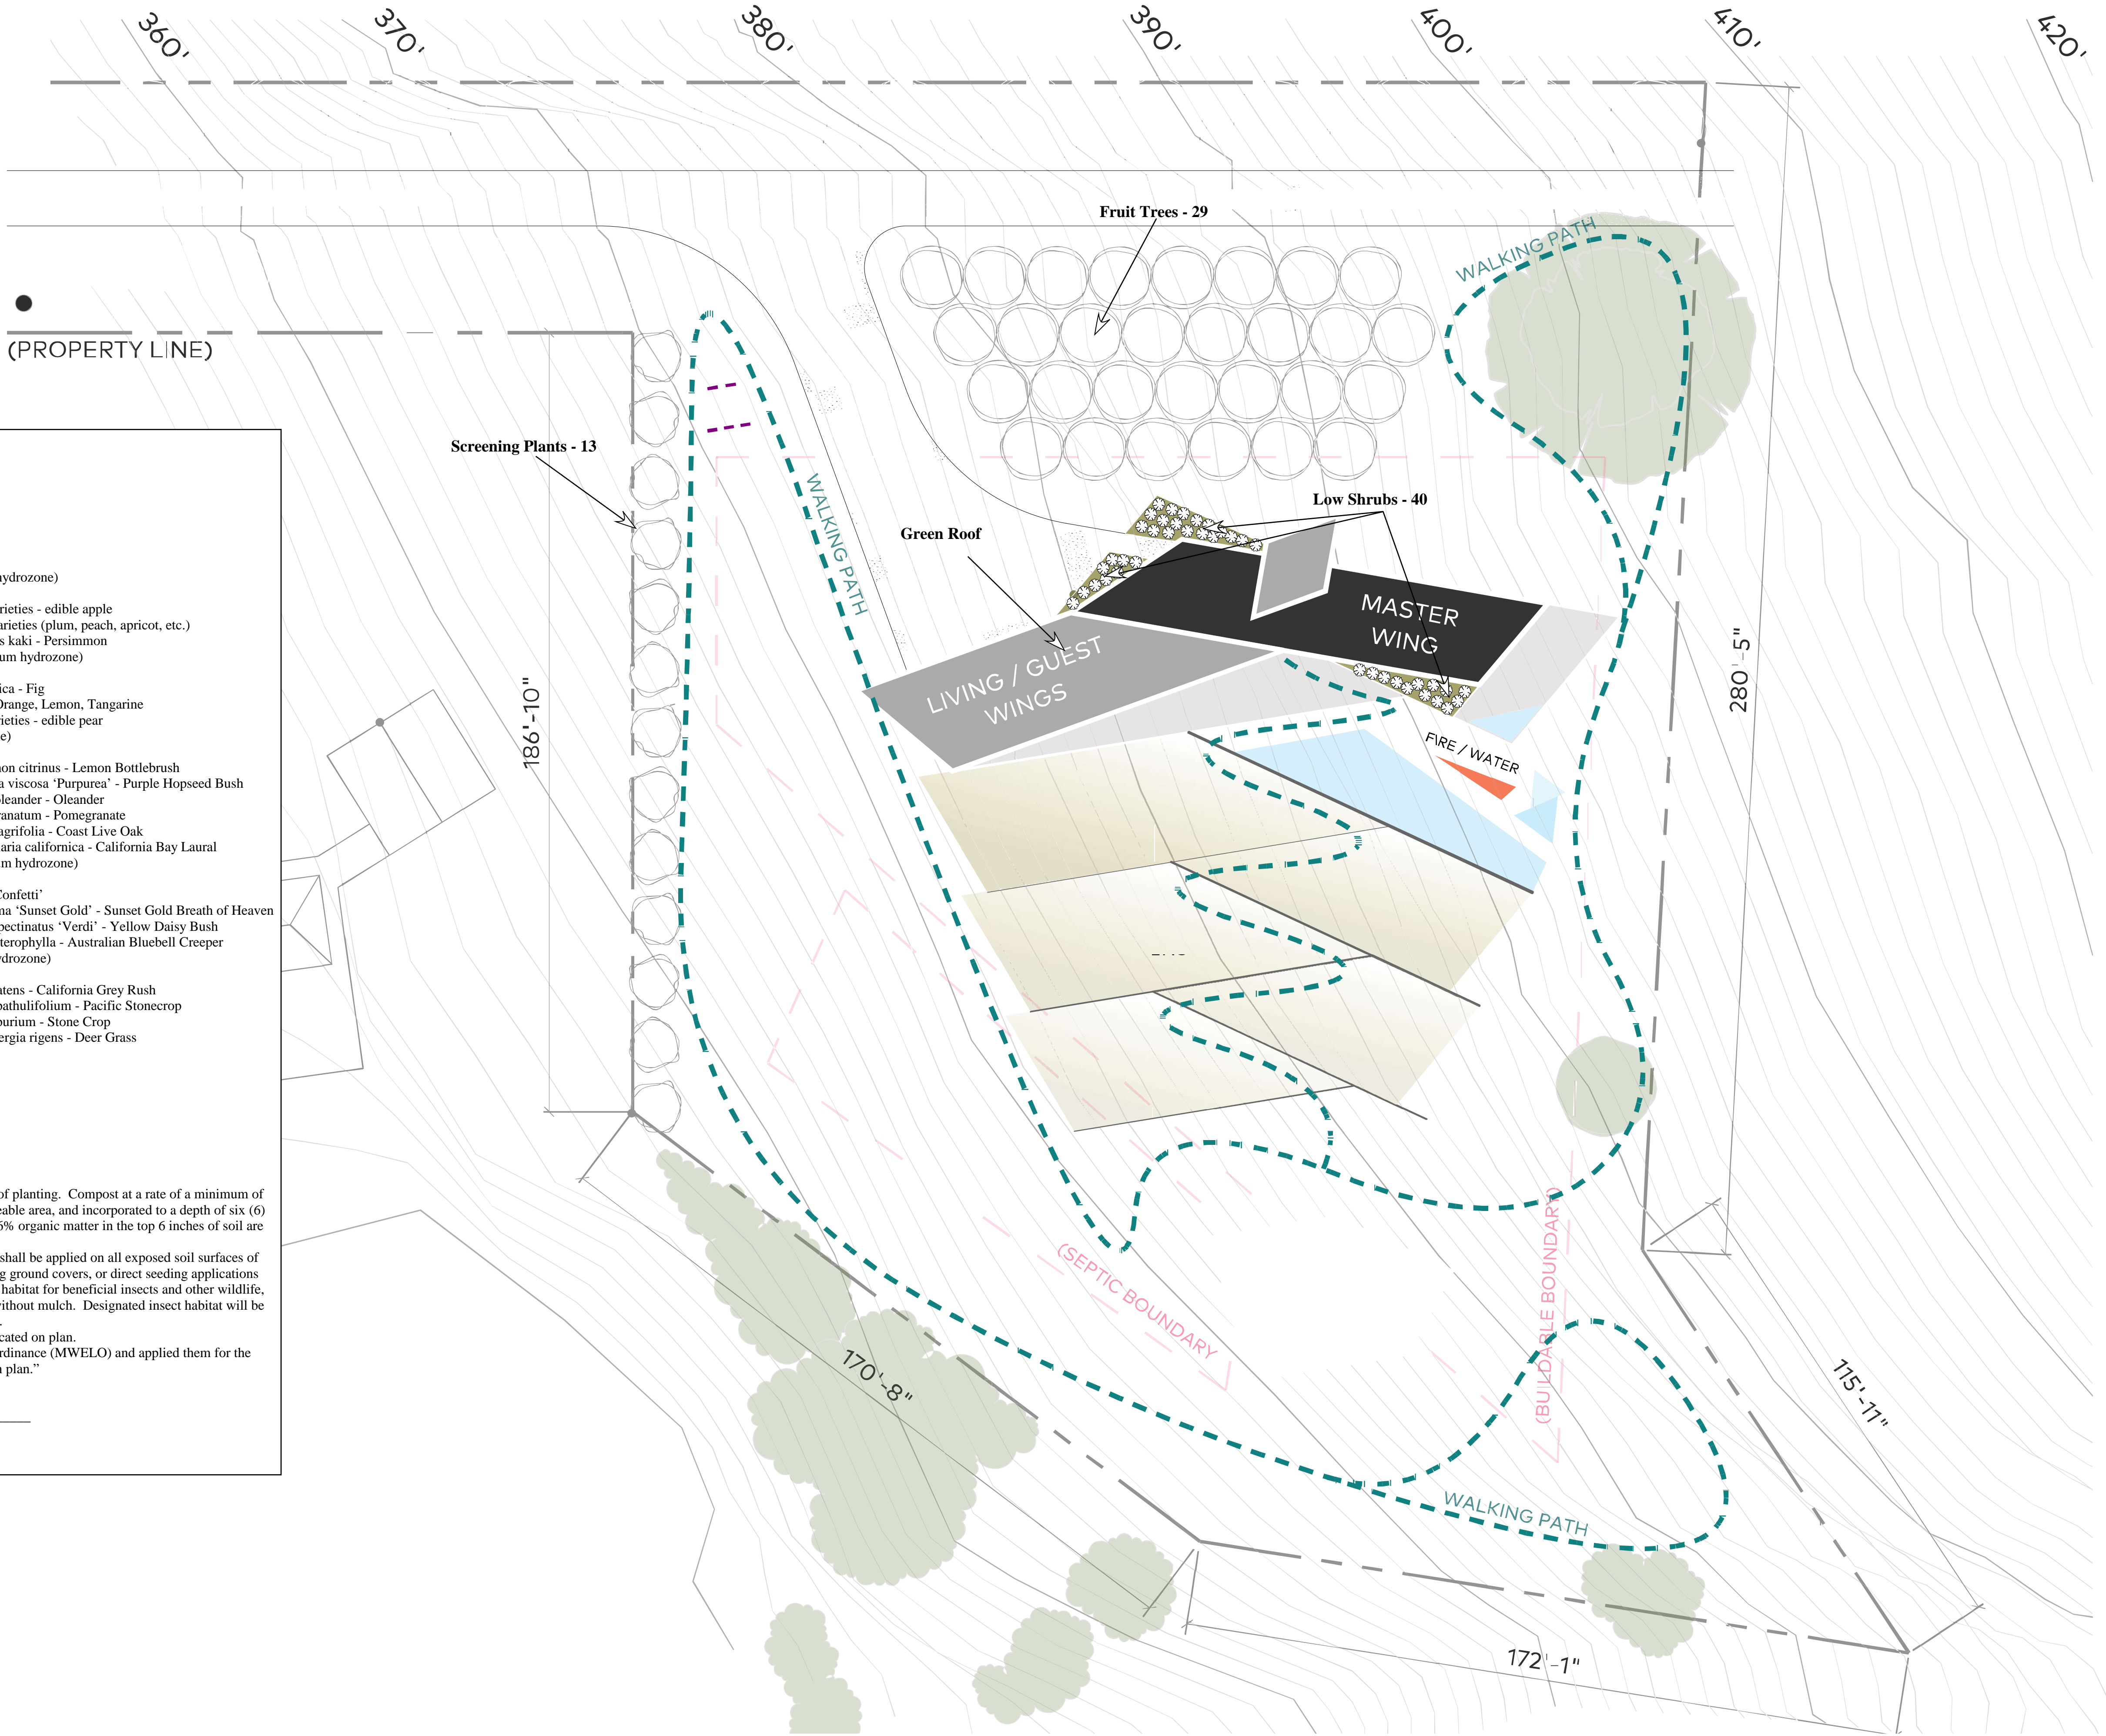 360'
370'
380'
390'
400'
410'
420'
Fruit Trees - 29
WALKING PATH
(PROPERTY LINE)
Screening Plants - 13
WALKING PATH
Low Shrubs - 40
Green Roof
MASTER
WING
LIVING / GUEST
WINGS
FIRE / WATER
186'-10"
280'-5"
hydrozone)
rieties - edible apple
arieties (plum, peach, apricot, etc.)
s kaki - Persimmon
um hydrozone)
ica - Fig
Orange, Lemon, Tangarine
rieties - edible pear
e)
non citrinus - Lemon Bottlebrush
a viscosa ‘Purpurea’ - Purple Hopseed Bush
oleander - Oleander
ranatum - Pomegranate
agrifolia - Coast Live Oak
laria californica - California Bay Laural
m hydrozone)
Confetti’
ma ‘Sunset Gold’ - Sunset Gold Breath of Heaven
pectinatus ‘Verdi’ - Yellow Daisy Bush
terophylla - Australian Bluebell Creeper
ydrozone)
atens - California Grey Rush
pathulifolium - Pacific Stonecrop
purium - Stone Crop
ergia rigens - Deer Grass
of planting.  Compost at a rate of a minimum of
eable area, and incorporated to a depth of six (6)
6% organic matter in the top 6 inches of soil are
shall be applied on all exposed soil surfaces of
g ground covers, or direct seeding applications
habitat for beneficial insects and other wildlife,
without mulch.  Designated insect habitat will be
.
cated on plan.
rdinance (MWELO) and applied them for the
n plan.”
(SEPTIC BOUNDARY
(BUILDABLE BOUNDARY)
170'-8"
115'-11"
WALKING PATH
172'-1"